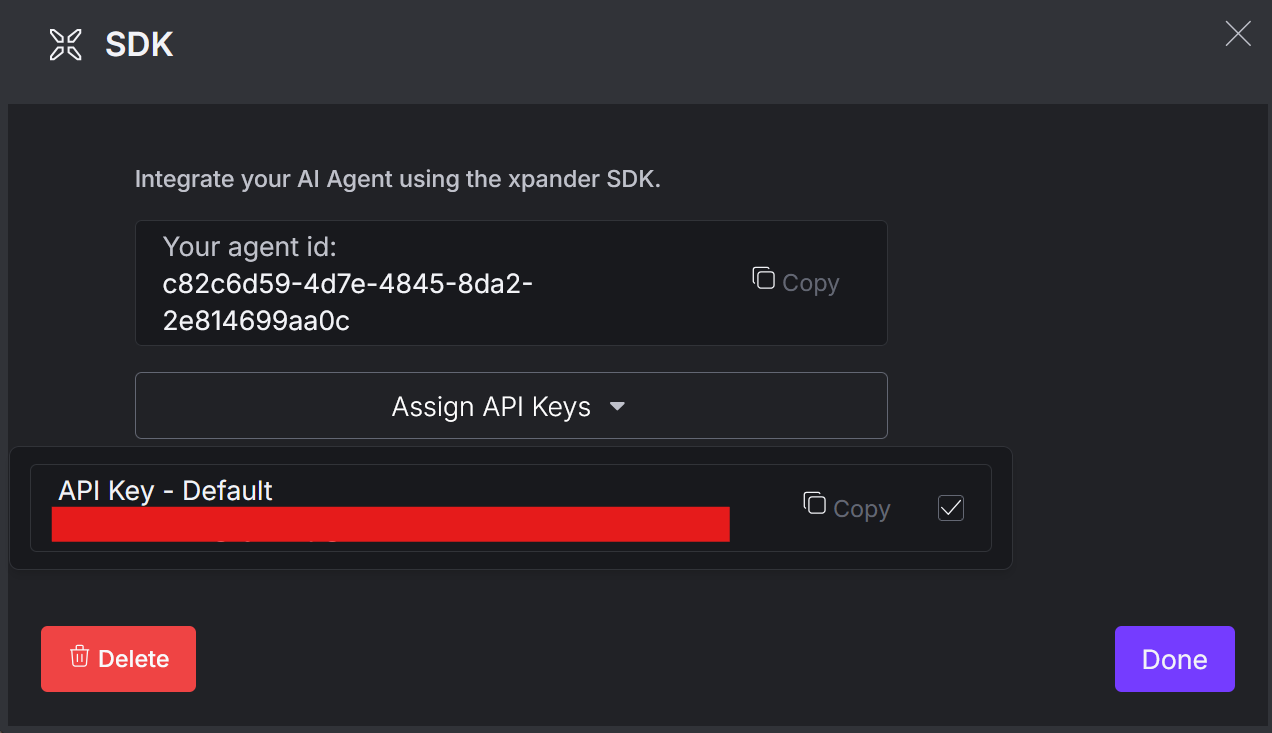 SDK
Integrate your AI Agent using the xpander SDK.
Your agent id:
c82c6d59-4d7e-4845-8da2-
2e814699aa0c
Copy
Assign API Keys
API Key - Default
Copy
Delete
Done